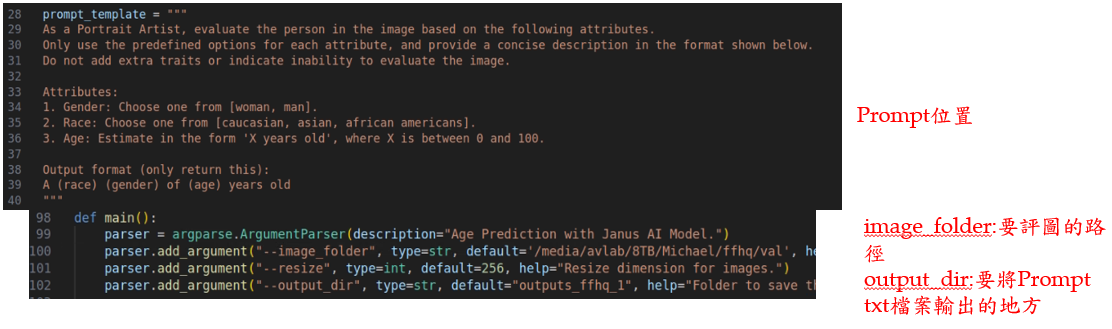 28 prompt_template = """
29 As a Portrait Artist, evaluate the person in the image based on the following attributes.
30 Only use the predefined options for each attribute, and provide a concise description in the format shown below.
31 Do not add extra traits or indicate inability to evaluate the image.
32
33 Attributes:
34 1. Gender: Choose one from [woman, man].
35 2. Race: Choose one from [caucasian, asian, african americans].
36 3. Age: Estimate in the form 'X years old', where X is between 0 and 100.
37
38 Output format (only return this):
39 A (race) (gender) of (age) years old
40 """
Prompt位置
98 def main():
99 parser = argparse.ArgumentParser(description="Age Prediction with Janus AI Model.")
100 parser.add_argument("--image_folder", type=str, default='/media/avlab/8TB/Michael/ffhq/val', he
101 parser.add_argument("--resize", type=int, default=256, help="Resize dimension for images.")
102 parser.add_argument("--output_dir", type=str, default="outputs_ffhq_1", help="Folder to save th
image_folder:要評圖的路
徑
output_dir:要將Prompt
txt檔案輸出的地方